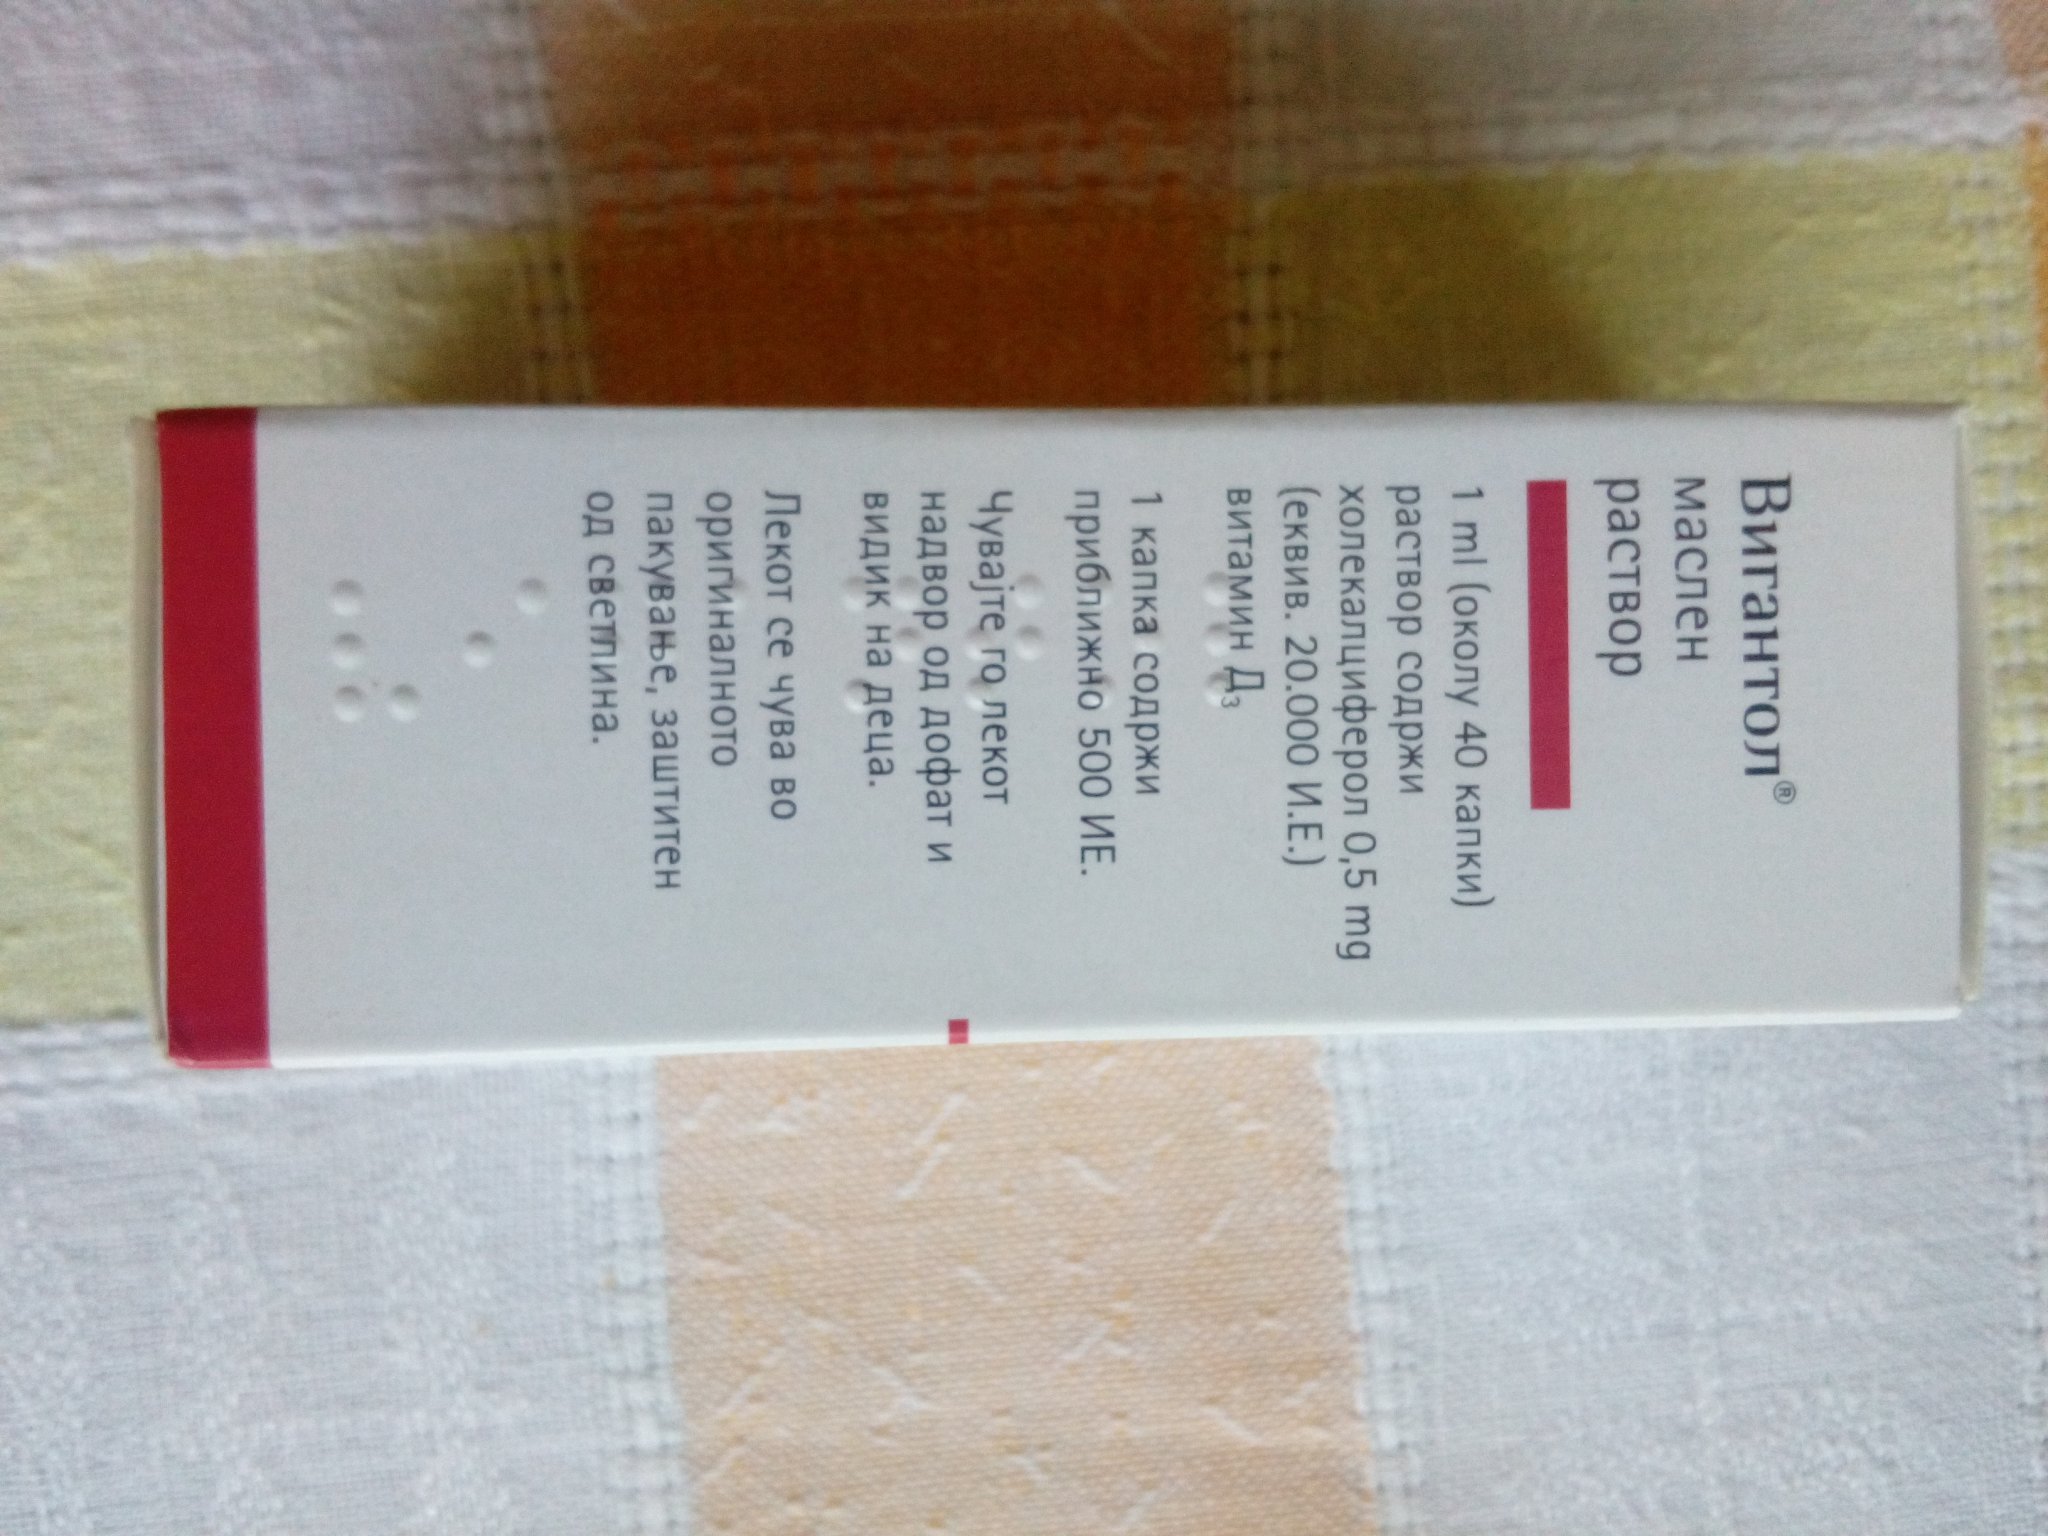 Вигантол®
маслен
раствор
1 ml (околу 40 капки)
раствор содржи
холекалциферол 0,5 mg
(еквив. 20.000 И.Е.)
витамин Д₃
1 капка содржи
приближно 500 ИЕ.
Чувајте го лекот
надвор од дофат и
видик на деца.
Лекот се чува во
оригиналното
пакување, заштитен
од светлина.